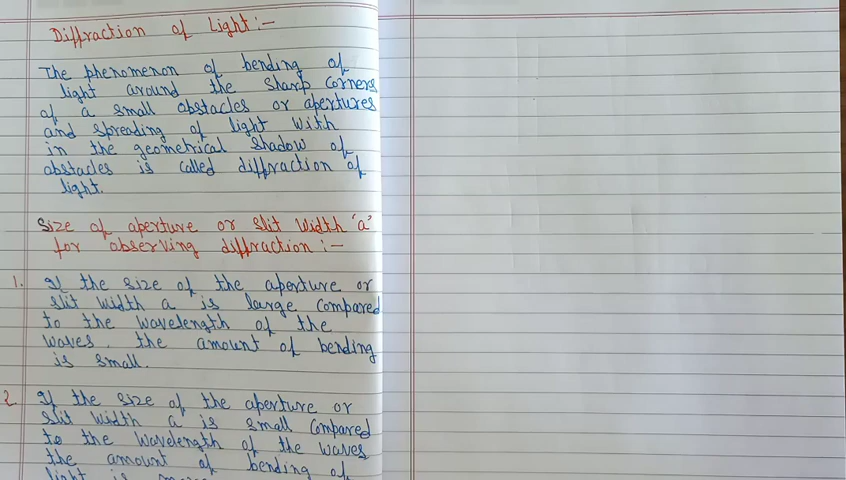 Diffraction of Light :-
The phenomenon of bending of
light around the sharp corners
of a small obstacles or apertures
and spreading of light with
in the geometrical shadow of
obstacles is called diffraction of
light.
Size of aperture or slit width 'a'
for observing diffraction :-
1. If the size of the aperture or
slit width a is large compared
to the wavelength of the
waves. the amount of bending
is small.
2. If the size of the aperture or
slit width a is small compared
to the wavelength of the waves
the amount of bending of
light is